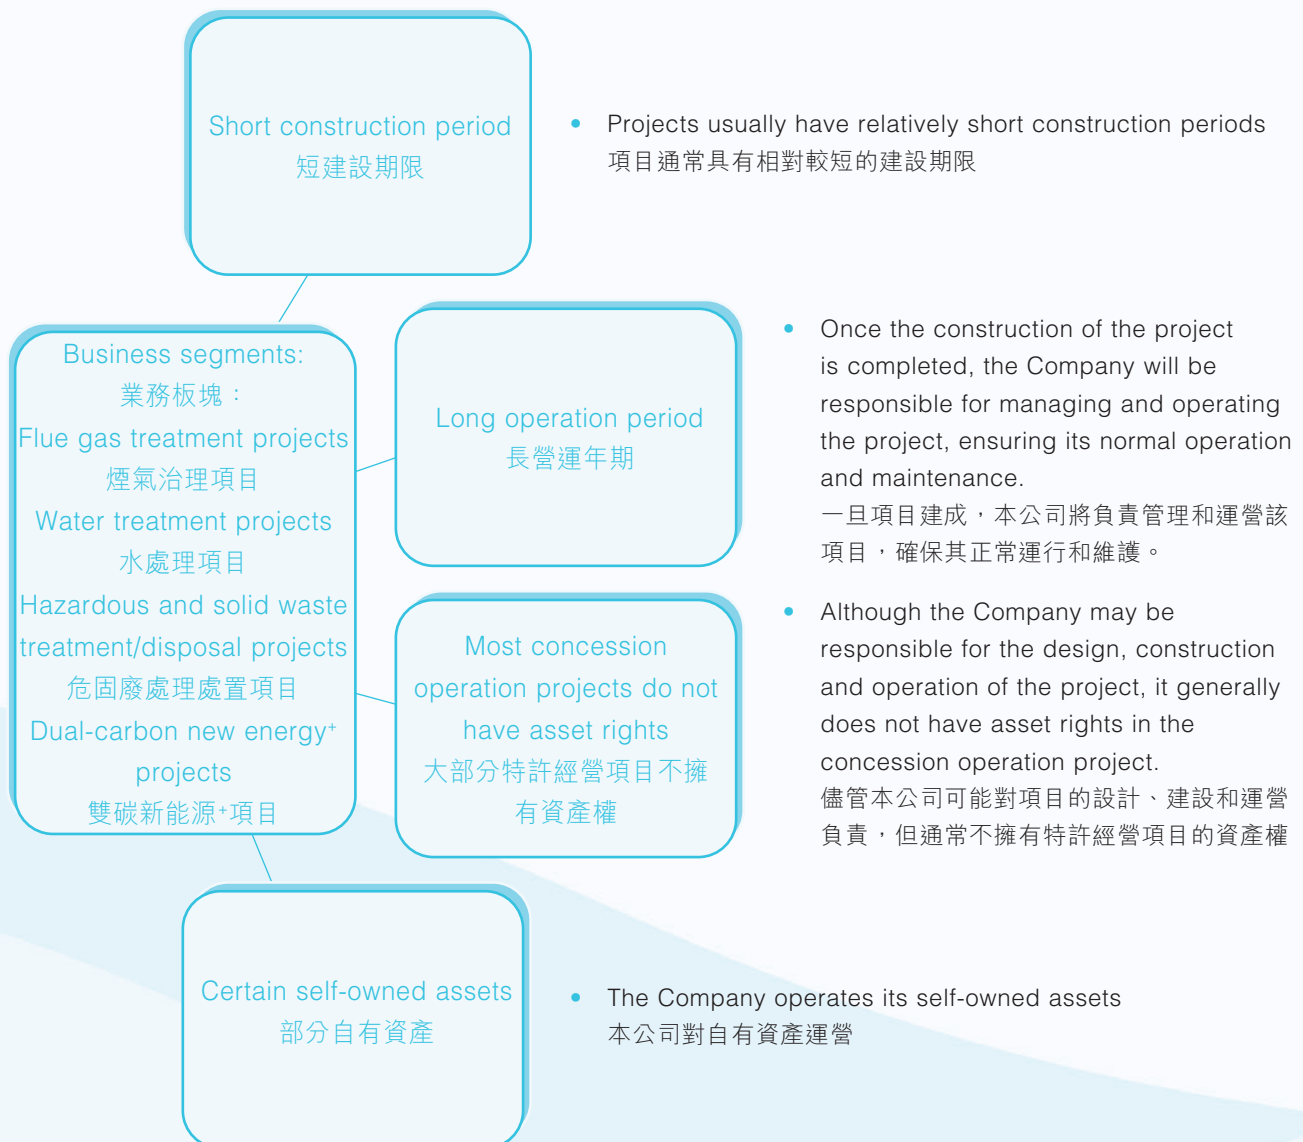 Short construction period
短建設期限
• Projects usually have relatively short construction periods
項目通常具有相對較短的建設期限
Business segments:
業務板塊：
Flue gas treatment projects
煙氣治理項目
Water treatment projects
水處理項目
Hazardous and solid waste
treatment/disposal projects
危固廢處理處置項目
Dual-carbon new energy⁺
projects
雙碳新能源⁺項目
Long operation period
長營運年期
• Once the construction of the project
is completed, the Company will be
responsible for managing and operating
the project, ensuring its normal operation
and maintenance.
一旦項目建成，本公司將負責管理和運營該
項目，確保其正常運行和維護。
Most concession
operation projects do not
have asset rights
大部分特許經營項目不擁
有資產權
• Although the Company may be
responsible for the design, construction
and operation of the project, it generally
does not have asset rights in the
concession operation project.
儘管本公司可能對項目的設計、建設和運營
負責，但通常不擁有特許經營項目的資產權
Certain self-owned assets
部分自有資產
• The Company operates its self-owned assets
本公司對自有資產運營